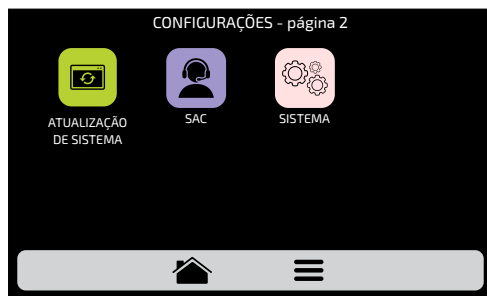 CONFIGURAÇÕES - página 2
ATUALIZAÇÃO
DE SISTEMA
SAC
SISTEMA